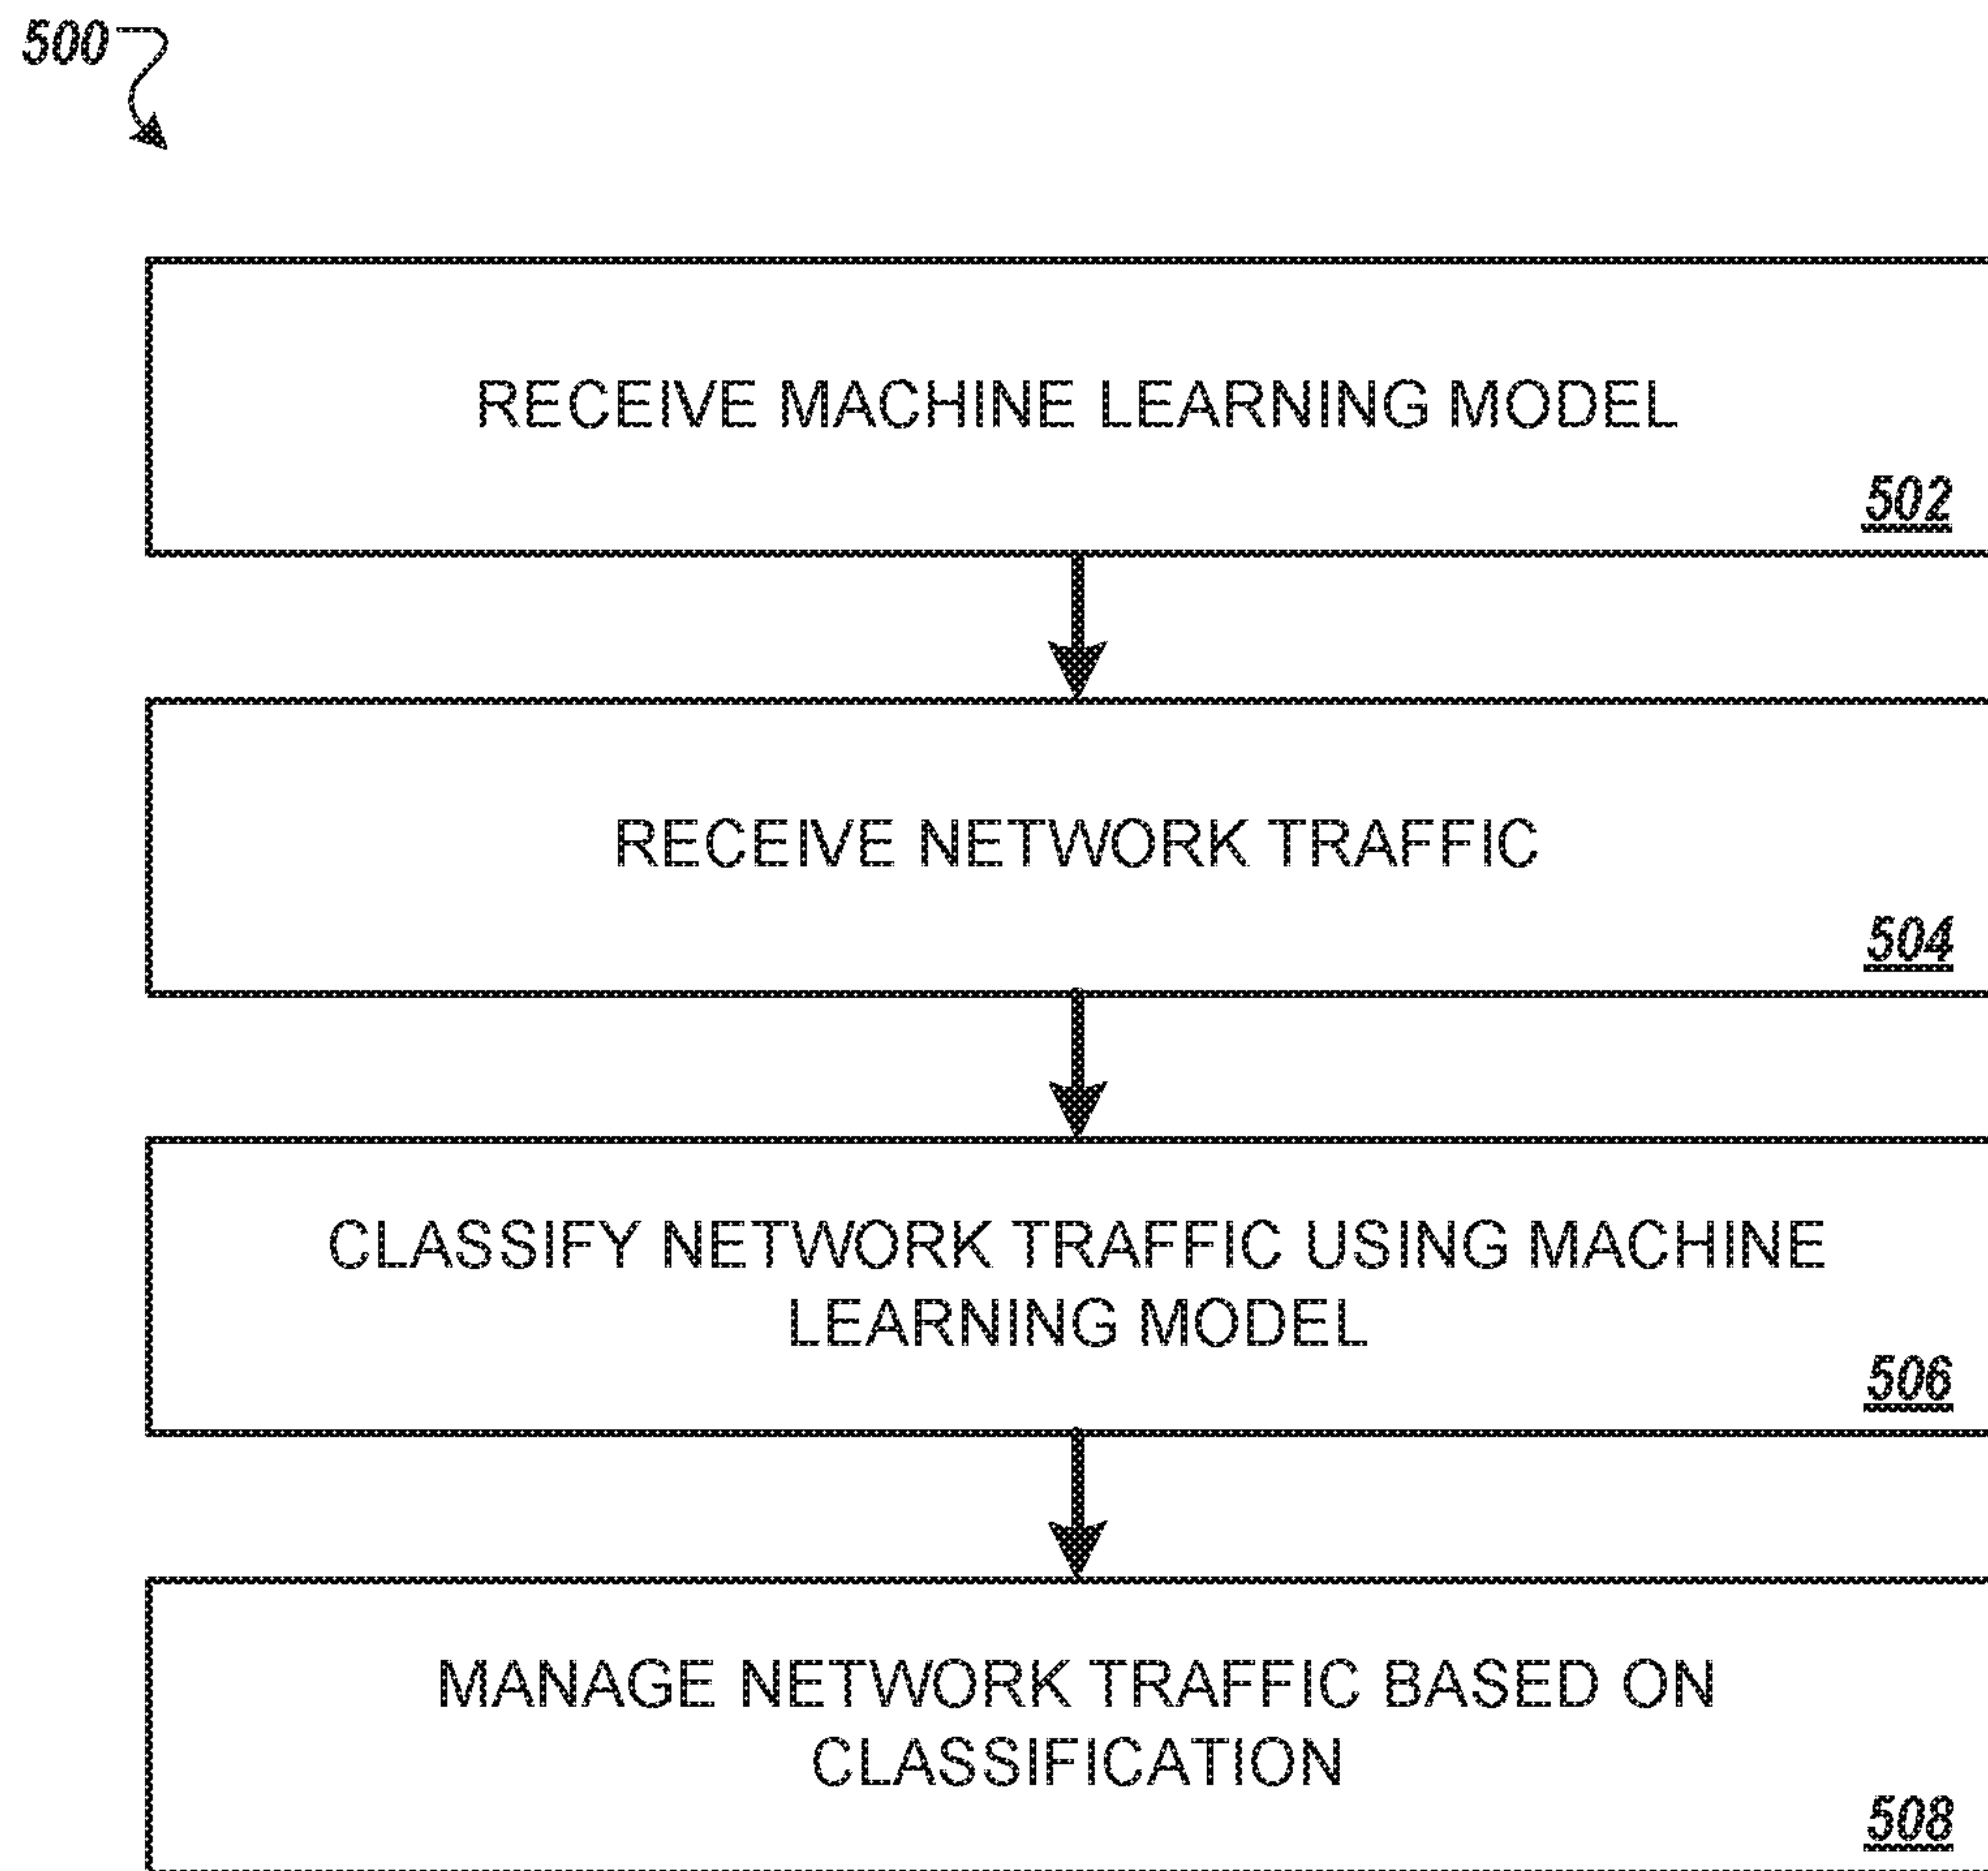 500
RECEIVE MACHINE LEARNING MODEL
502
RECEIVE NETWORK TRAFFIC
504
CLASSIFY NETWORK TRAFFIC USING MACHINE
LEARNING MODEL
506
MANAGE NETWORK TRAFFIC BASED ON
CLASSIFICATION
508